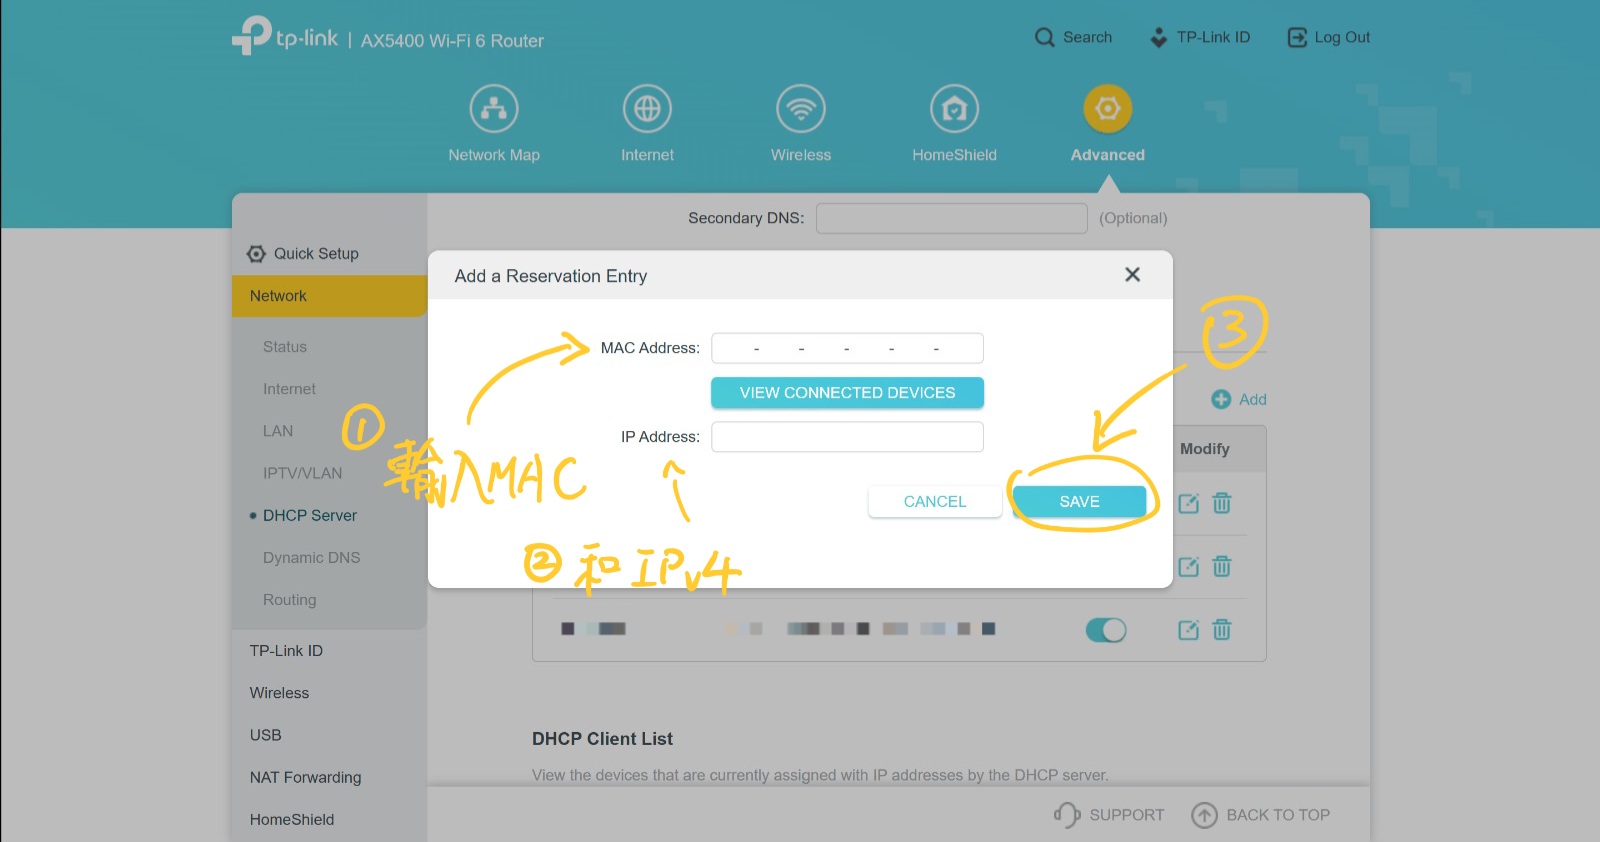 tp-link | AX5400 Wi-Fi 6 Router
Search
TP-Link ID
Log Out
Network Map
Internet
Wireless
HomeShield
Advanced
Secondary DNS:
(Optional)
Quick Setup
Network
Status
Internet
LAN
IPTV/VLAN
DHCP Server
Dynamic DNS
Routing
TP-Link ID
Wireless
USB
NAT Forwarding
HomeShield
Add a Reservation Entry
MAC Address: - - - - -
VIEW CONNECTED DEVICES
IP Address:
CANCEL
SAVE
① 输入MAC
② 和IPv4
③
Add
Modify
DHCP Client List
View the devices that are currently assigned with IP addresses by the DHCP server.
SUPPORT
BACK TO TOP